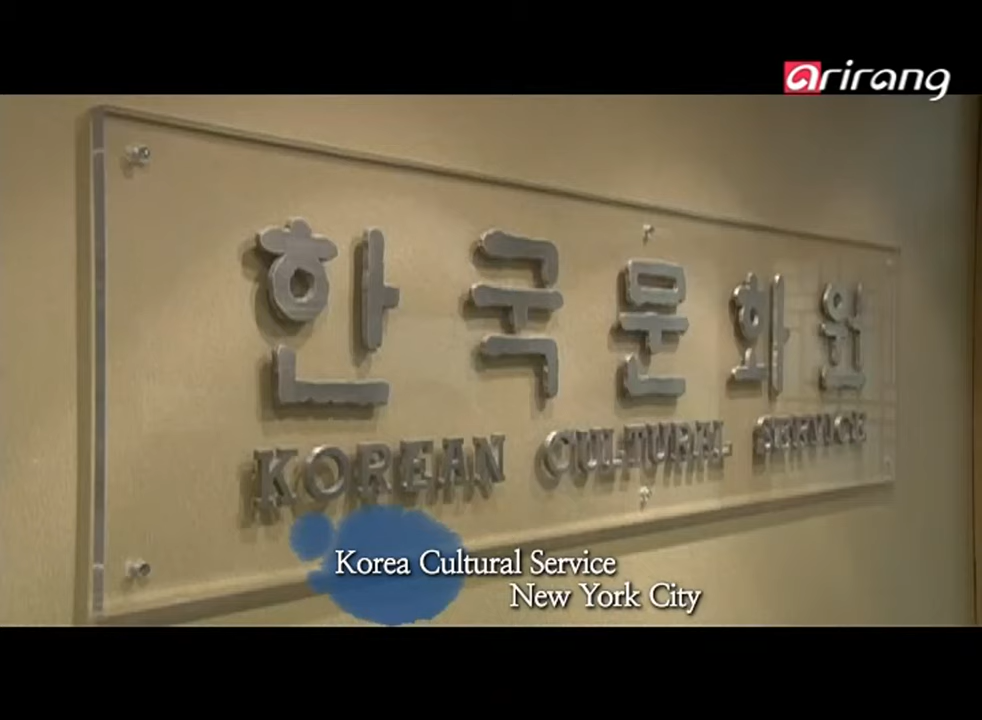 arirang
한국문화원
KOREAN CULTURAL SERVICE
Korea Cultural Service
New York City